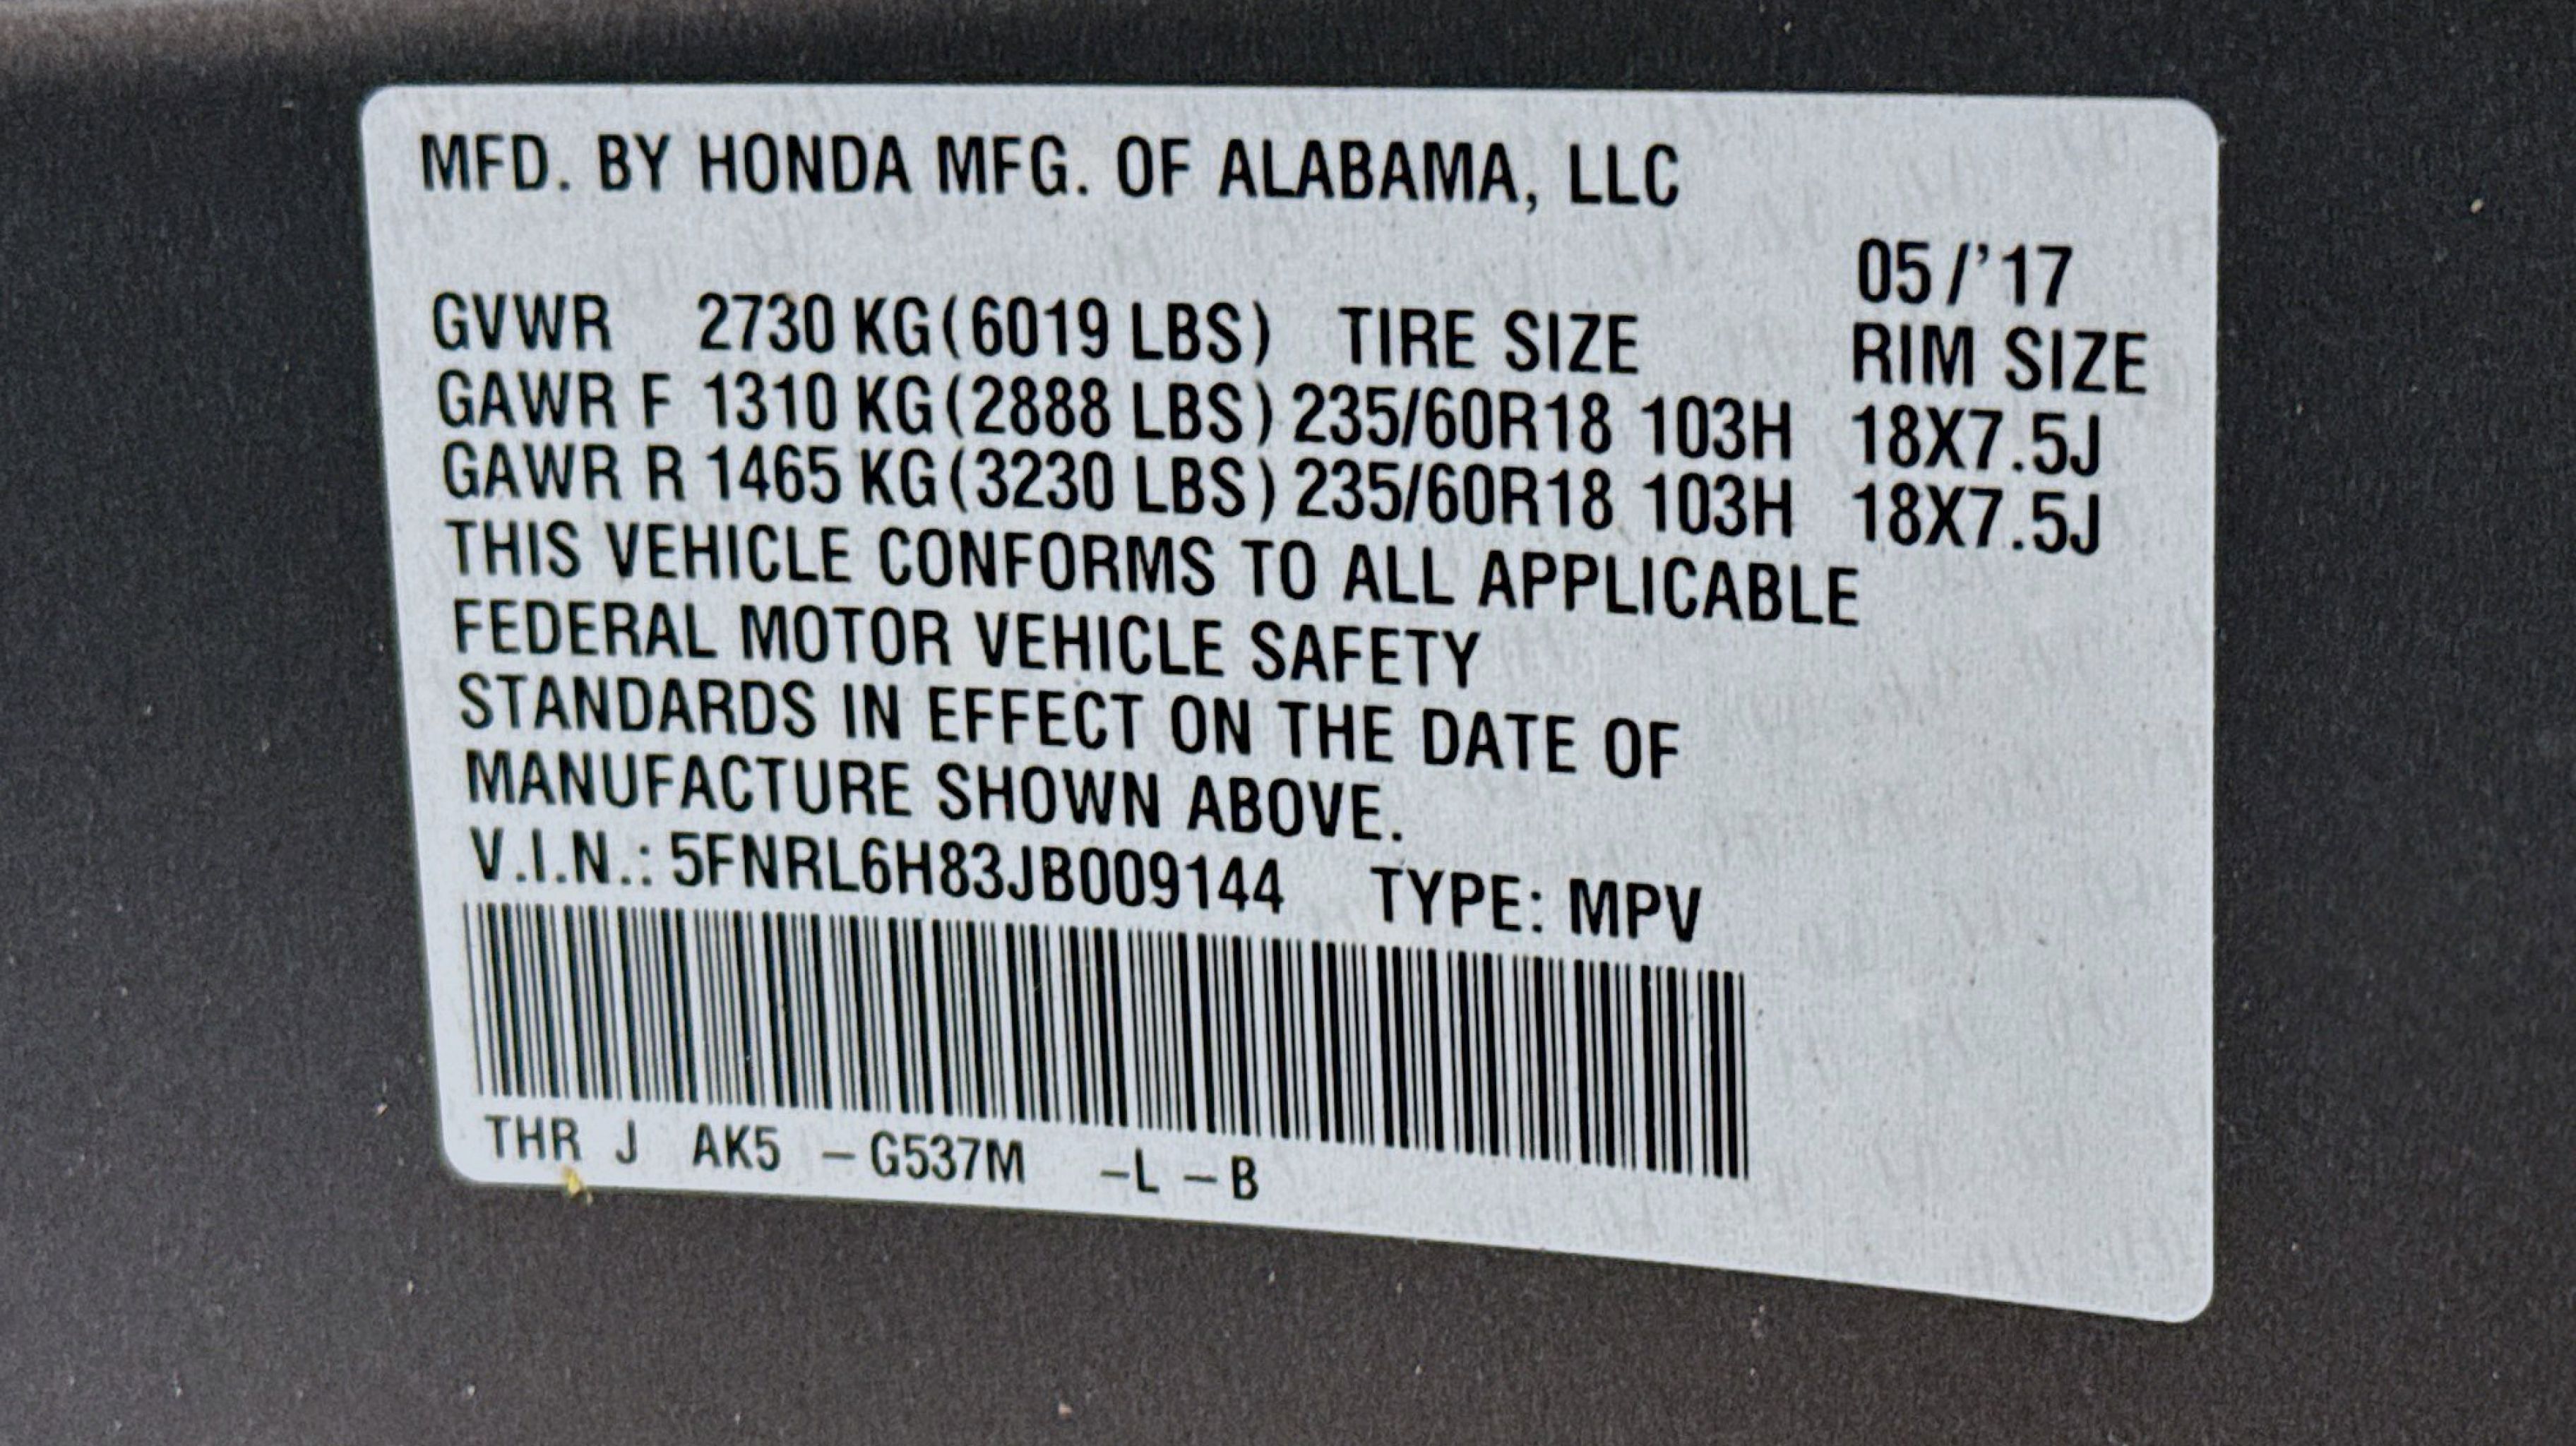 MFD. BY HONDA MFG. OF ALABAMA, LLC
05/'17
GVWR 2730 KG(6019 LBS) TIRE SIZE RIM SIZE
GAWR F 1310 KG(2888 LBS) 235/60R18 103H 18X7.5J
GAWR R 1465 KG(3230 LBS) 235/60R18 103H 18X7.5J
THIS VEHICLE CONFORMS TO ALL APPLICABLE
FEDERAL MOTOR VEHICLE SAFETY
STANDARDS IN EFFECT ON THE DATE OF
MANUFACTURE SHOWN ABOVE.
V.I.N.: 5FNRL6H83JB009144 TYPE: MPV
THR J AK5 -G537M -L -B